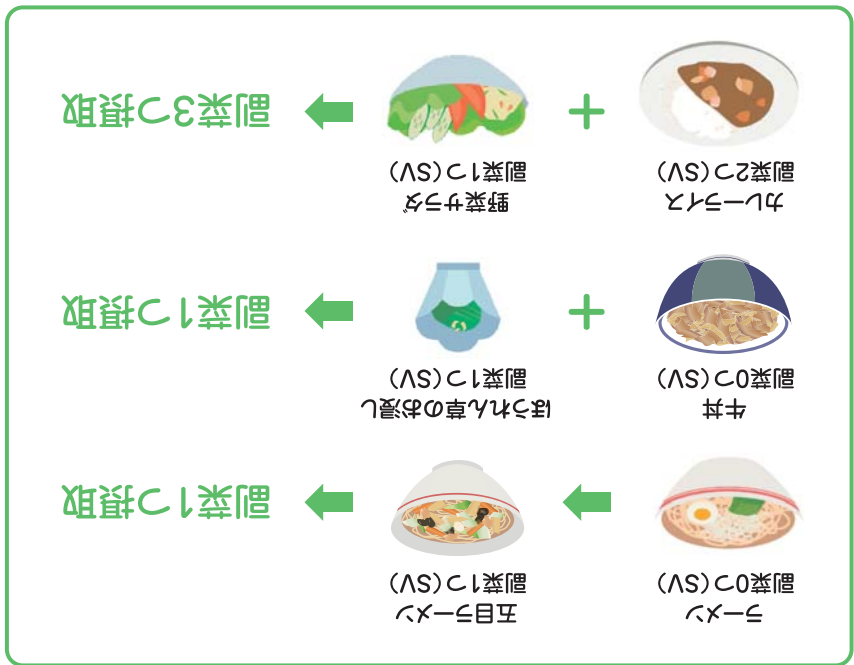 ラーメン
副菜0つ(SV)
五目ラーメン
副菜1つ(SV)
副菜1つ摂取
牛丼
副菜0つ(SV)
ほうれん草のお浸し
副菜1つ(SV)
+
副菜1つ摂取
カレーライス
副菜2つ(SV)
野菜サラダ
副菜1つ(SV)
+
副菜3つ摂取